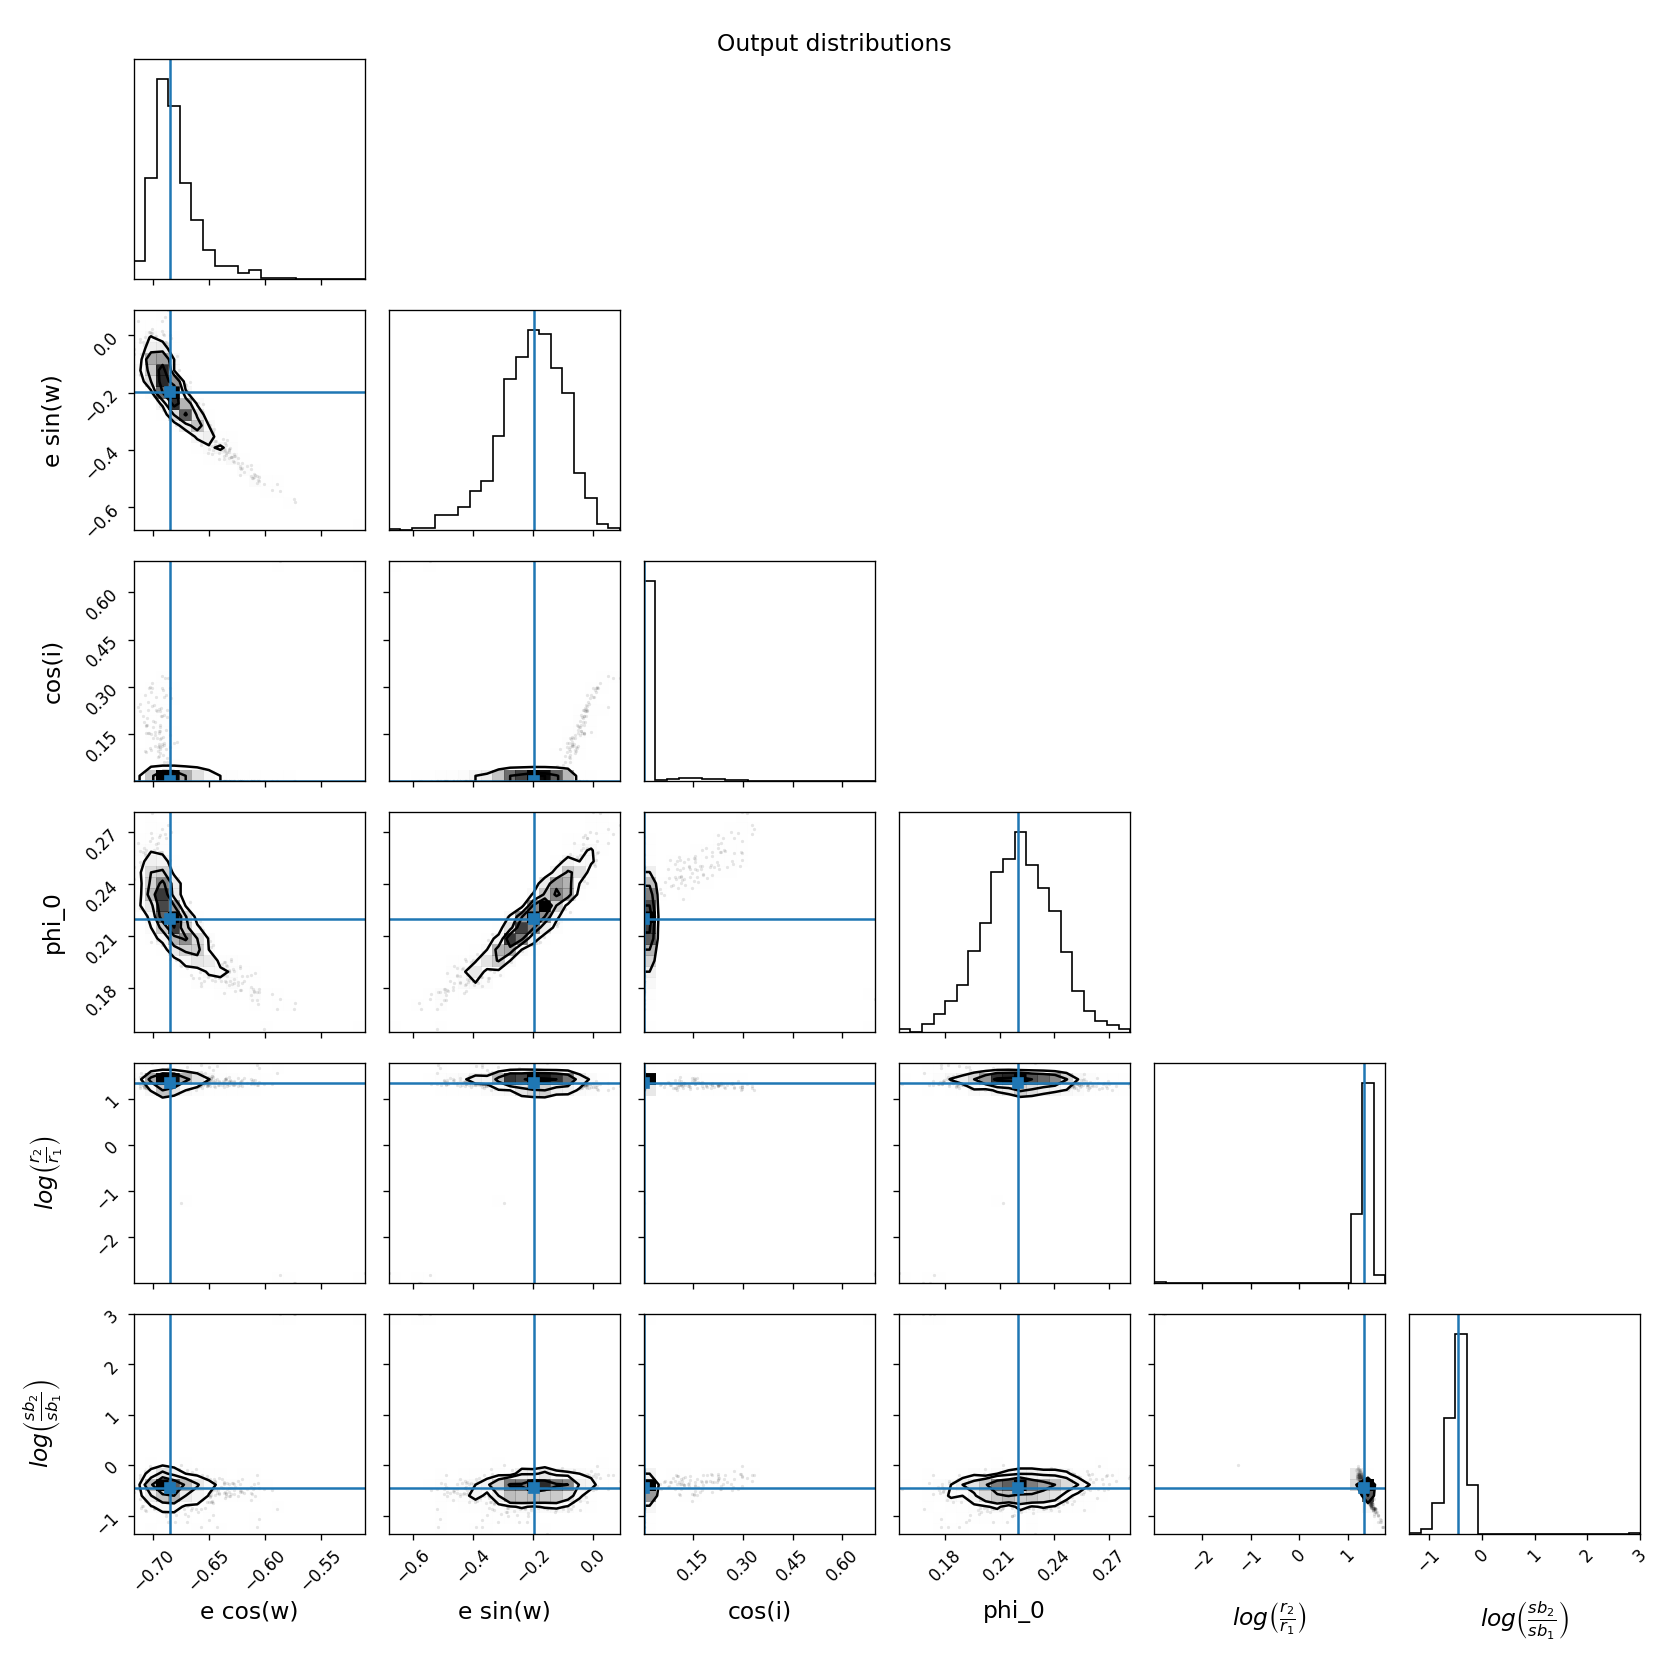 Output distributions
e sin(w)
0.0
−0.2
−0.4
−0.6
cos(i)
0.60
0.45
0.30
0.15
phi_0
0.27
0.24
0.21
0.18
log(r₂/r₁)
1
0
−1
−2
log(sb₂/sb₁)
3
2
1
0
−1
−0.70 −0.65 −0.60 −0.55 −0.6 −0.4 −0.2 0.0 0.15 0.30 0.45 0.60 0.18 0.21 0.24 0.27 −2 −1 0 1 −1 0 1 2 3
e cos(w) e sin(w) cos(i) phi_0 log(r₂/r₁) log(sb₂/sb₁)